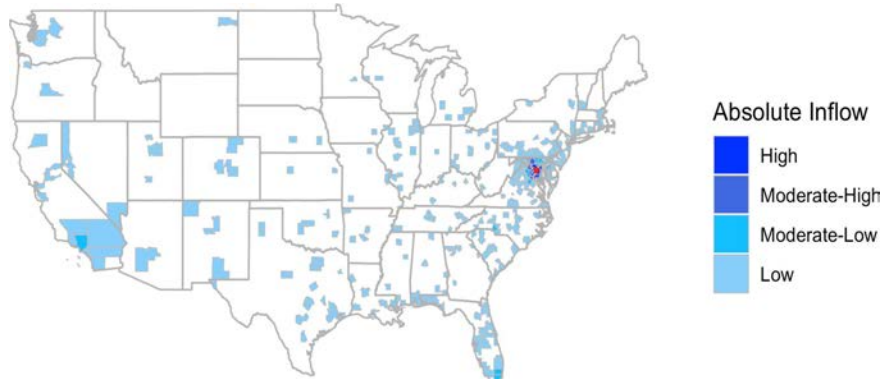 Absolute Inflow
High
Moderate-High
Moderate-Low
Low